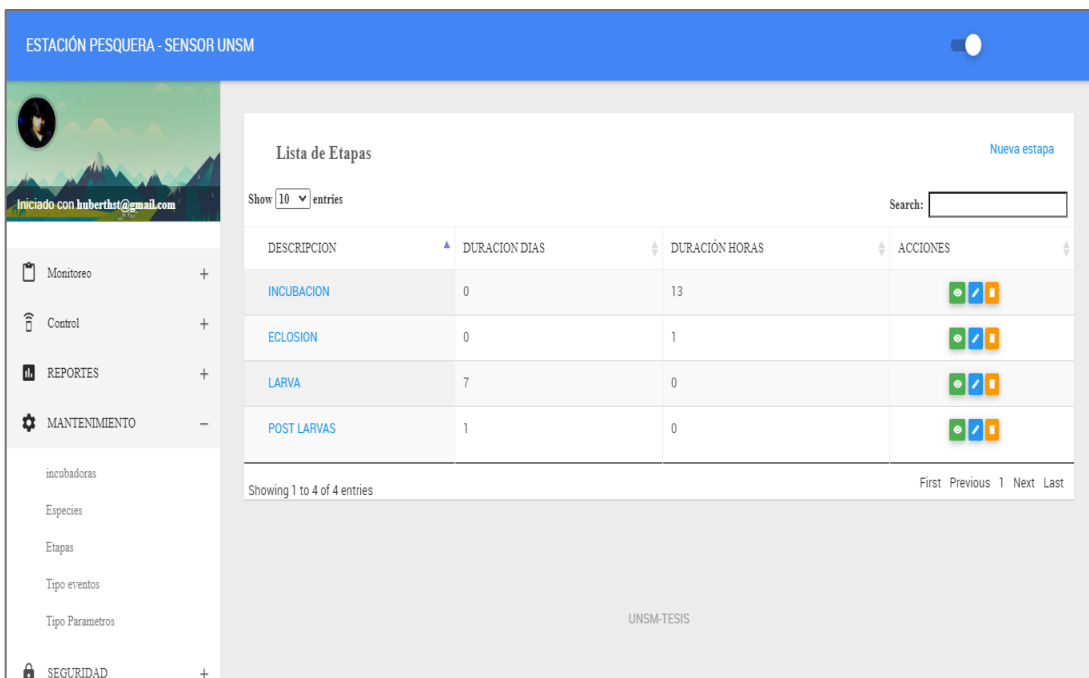 ESTACIÓN PESQUERA - SENSOR UNSM
Iniciado con huberthst@gmail.com
Monitoreo +
Control +
REPORTES +
MANTENIMIENTO –
incubadoras
Especies
Etapas
Tipo eventos
Tipo Parametros
SEGURIDAD +
Lista de Etapas
Nueva estapa
Show 10 entries
Search:
DESCRIPCION DURACION DIAS DURACIÓN HORAS ACCIONES
INCUBACION 0 13
ECLOSION 0 1
LARVA 7 0
POST LARVAS 1 0
Showing 1 to 4 of 4 entries
First Previous 1 Next Last
UNSM-TESIS